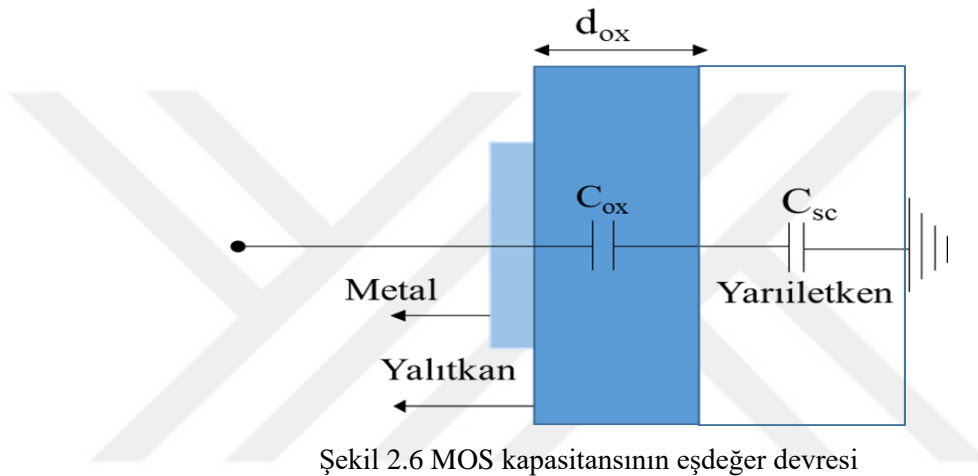 d_ox
C_ox
C_sc
Metal
Yarıiletken
Yalıtkan
Şekil 2.6 MOS kapasitansının eşdeğer devresi